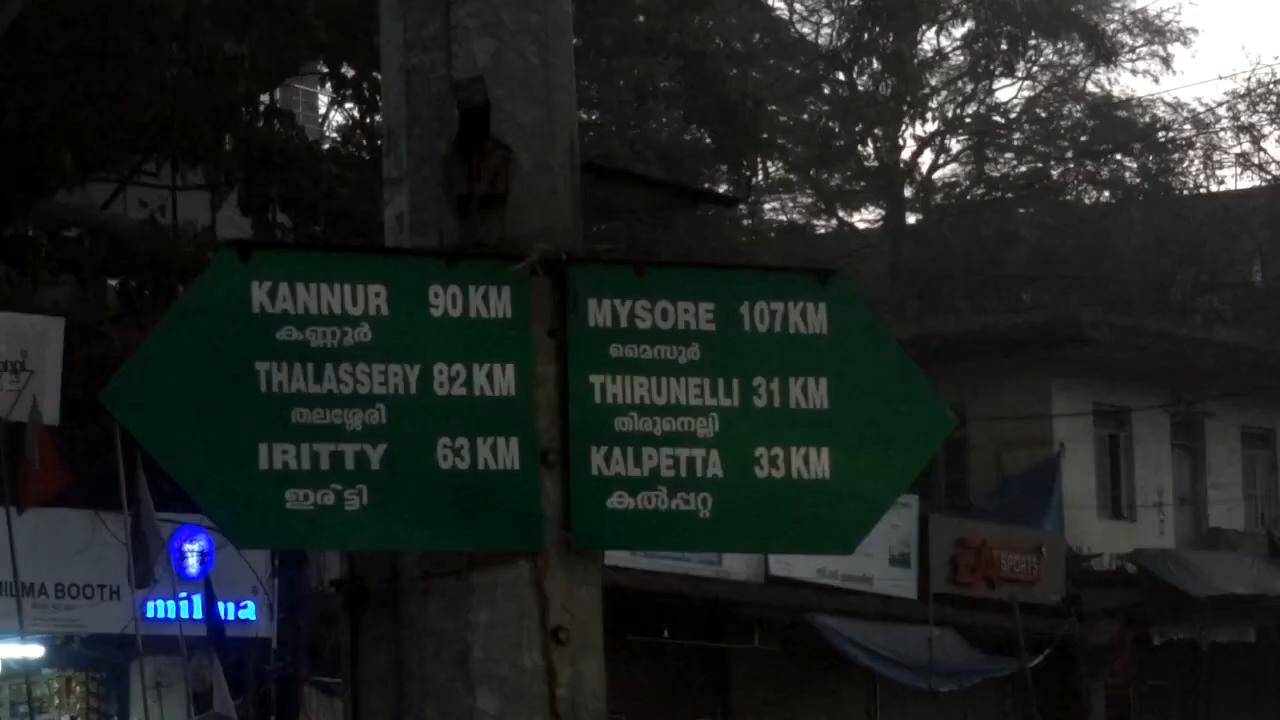 KANNUR 90 KM
കണ്ണൂർ
THALASSERY 82 KM
തലശ്ശേരി
IRITTY 63 KM
ഇരിട്ടി
MYSORE 107 KM
മൈസൂർ
THIRUNELLI 31 KM
തിരുനെല്ലി
KALPETTA 33 KM
കൽപ്പറ്റ
MILMA BOOTH
milma
SPORTS